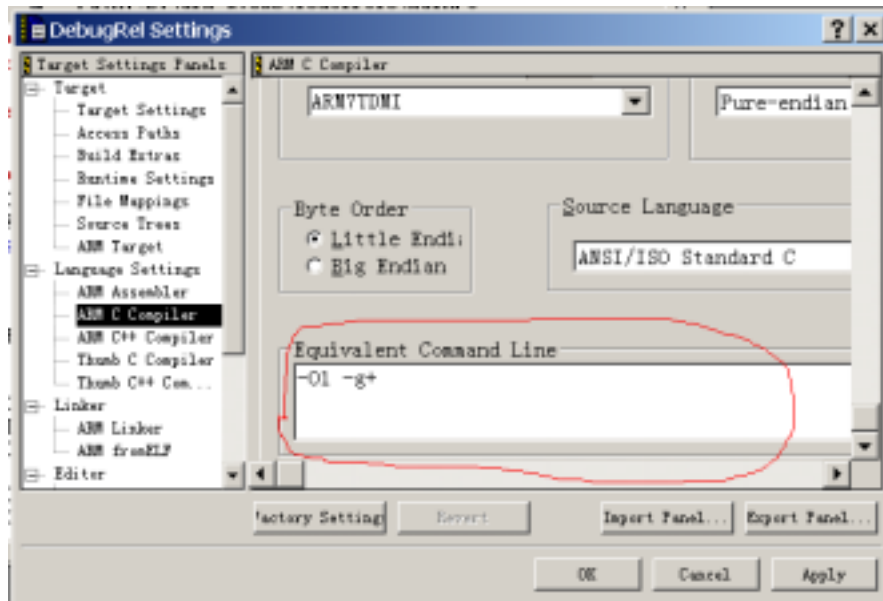 DebugRel Settings
Target Settings Panels
ARM C Compiler
Target
Target Settings
Access Paths
Build Extras
Runtime Settings
File Mappings
Source Trees
ARM Target
Language Settings
ARM Assembler
ARM C Compiler
ARM C++ Compiler
Thumb C Compiler
Thumb C++ Com...
Linker
ARM Linker
ARM fromELF
Editor
ARM7TDMI
Pure-endian
Byte Order
Little Endi
Big Endian
Source Language
ANSI/ISO Standard C
Equivalent Command Line
-O1 -g+
actory Setting
Revert
Import Panel...
Export Panel...
OK
Cancel
Apply